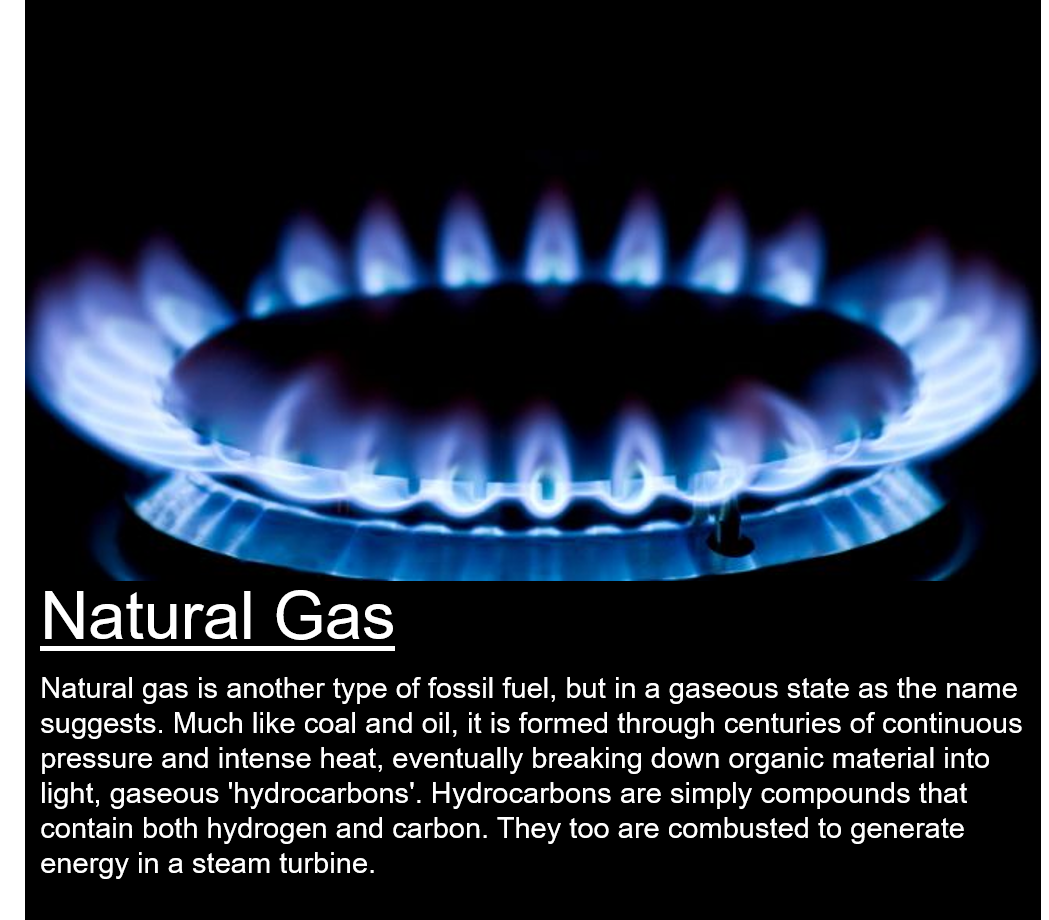 Natural Gas
Natural gas is another type of fossil fuel, but in a gaseous state as the name
suggests. Much like coal and oil, it is formed through centuries of continuous
pressure and intense heat, eventually breaking down organic material into
light, gaseous 'hydrocarbons'. Hydrocarbons are simply compounds that
contain both hydrogen and carbon. They too are combusted to generate
energy in a steam turbine.